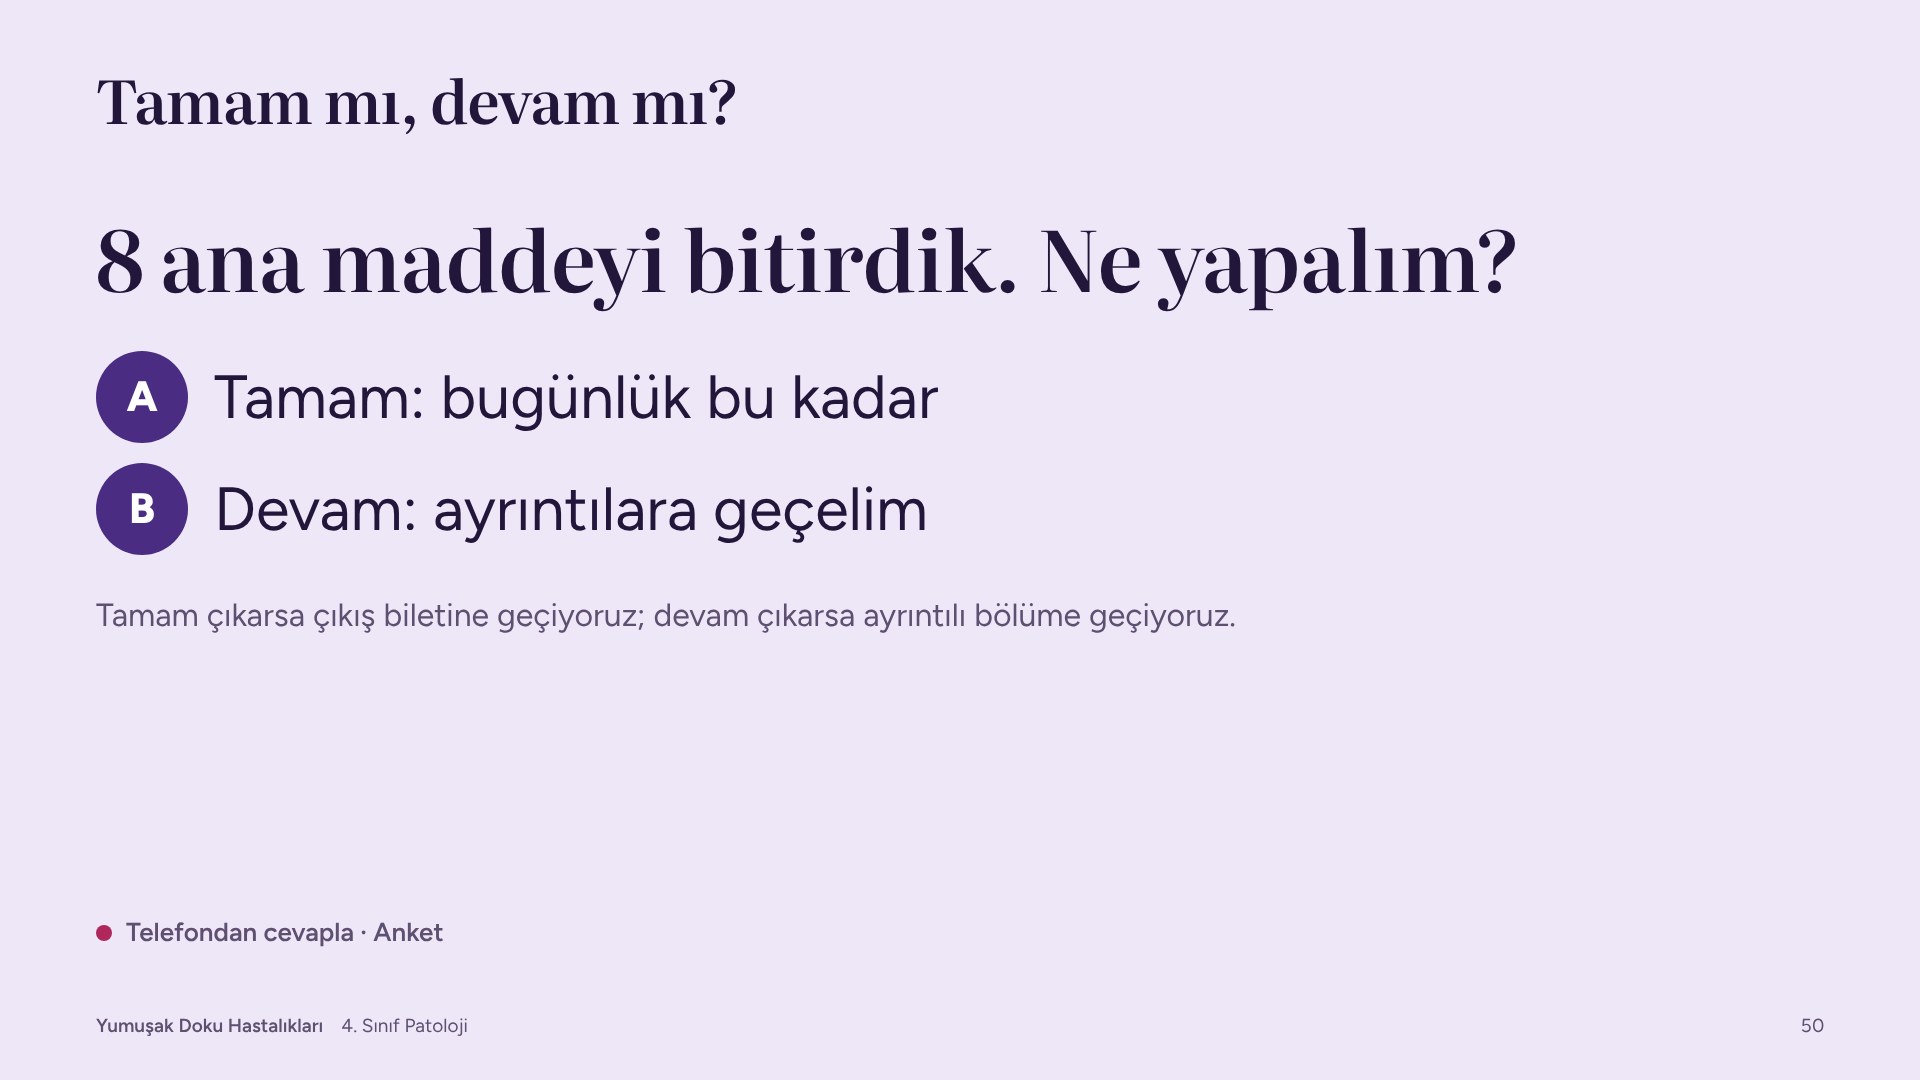 Tamam mı, devam mı?
8 ana maddeyi bitirdik. Ne yapalım?
A Tamam: bugünlük bu kadar
B Devam: ayrıntılara geçelim
Tamam çıkarsa çıkış biletine geçiyoruz; devam çıkarsa ayrıntılı bölüme geçiyoruz.
Telefondan cevapla · Anket
Yumuşak Doku Hastalıkları 4. Sınıf Patoloji 50